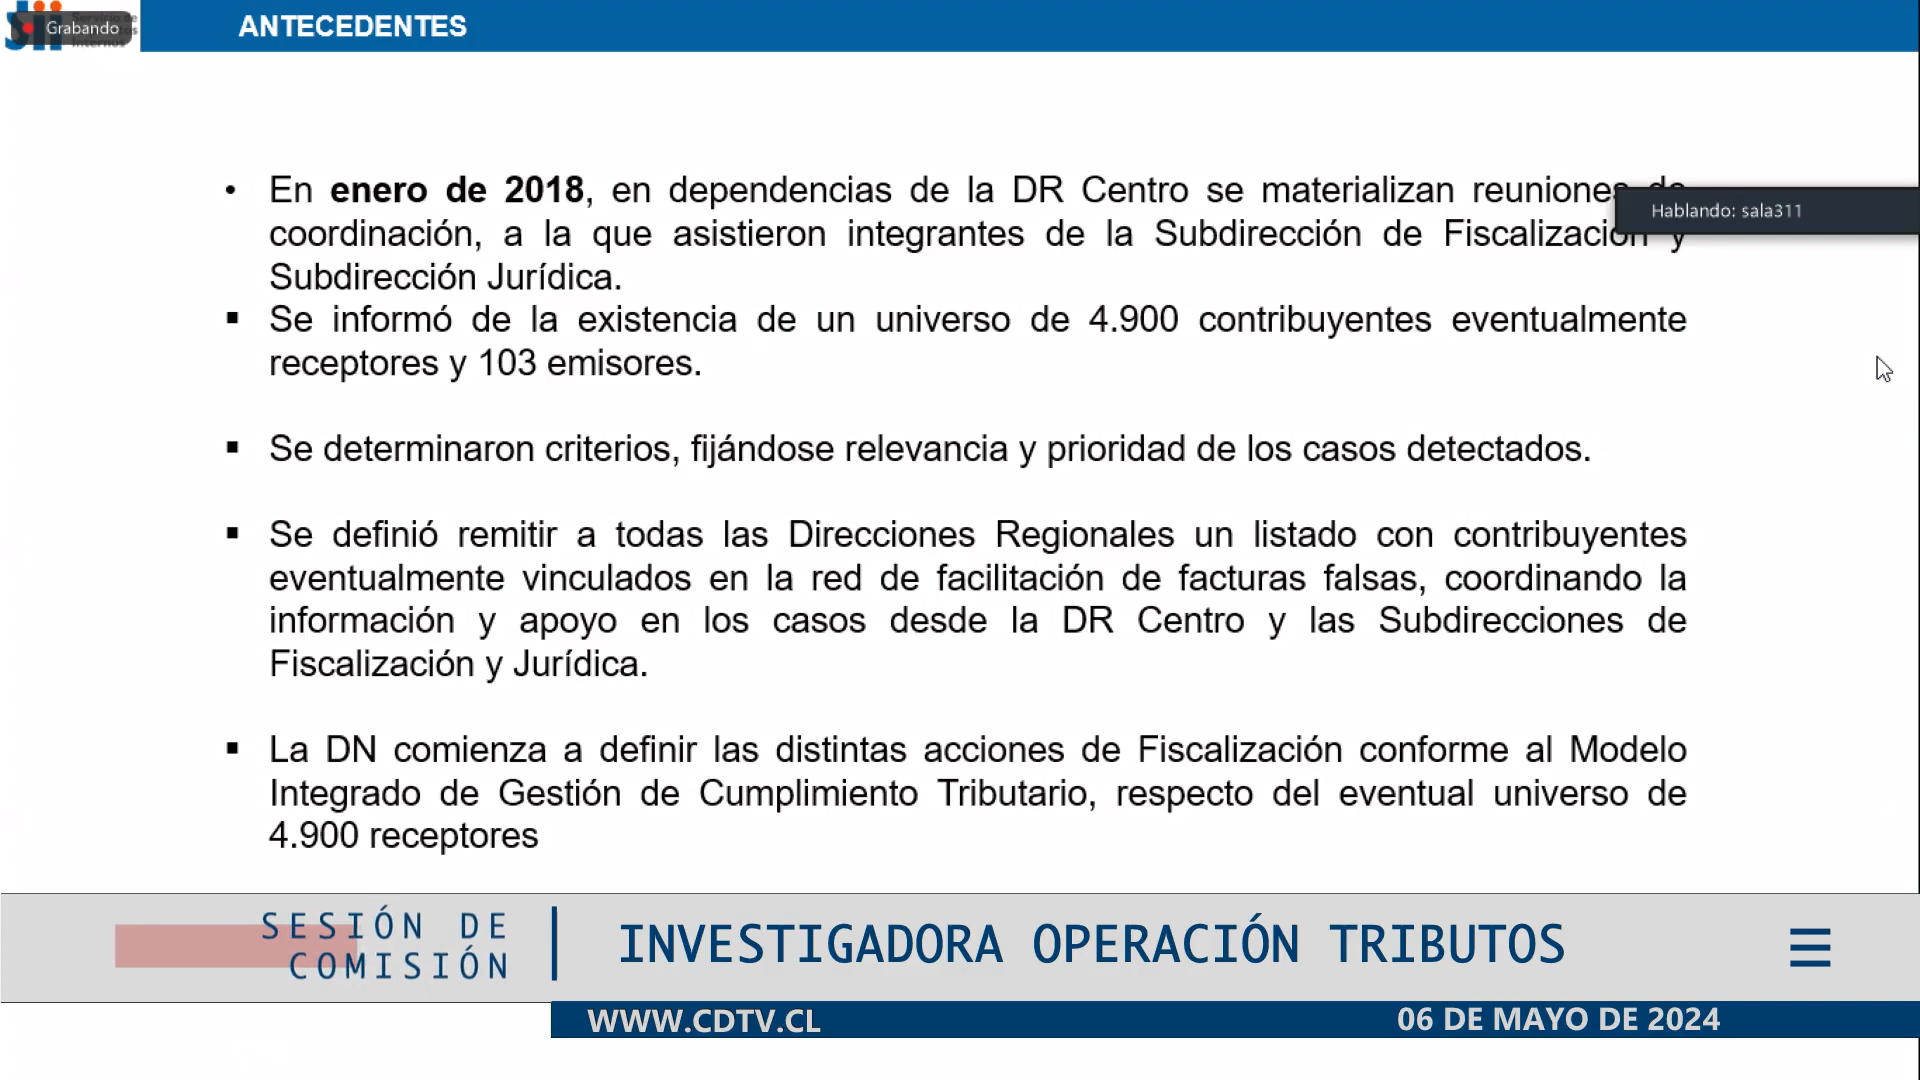 sii
Grabando
ANTECEDENTES
• En enero de 2018, en dependencias de la DR Centro se materializan reuniones de
Hablando: sala311
coordinación, a la que asistieron integrantes de la Subdirección de Fiscalización y
Subdirección Jurídica.
▪ Se informó de la existencia de un universo de 4.900 contribuyentes eventualmente
receptores y 103 emisores.
▪ Se determinaron criterios, fijándose relevancia y prioridad de los casos detectados.
▪ Se definió remitir a todas las Direcciones Regionales un listado con contribuyentes
eventualmente vinculados en la red de facilitación de facturas falsas, coordinando la
información y apoyo en los casos desde la DR Centro y las Subdirecciones de
Fiscalización y Jurídica.
▪ La DN comienza a definir las distintas acciones de Fiscalización conforme al Modelo
Integrado de Gestión de Cumplimiento Tributario, respecto del eventual universo de
4.900 receptores
SESIÓN DE
COMISIÓN
INVESTIGADORA OPERACIÓN TRIBUTOS
WWW.CDTV.CL
06 DE MAYO DE 2024